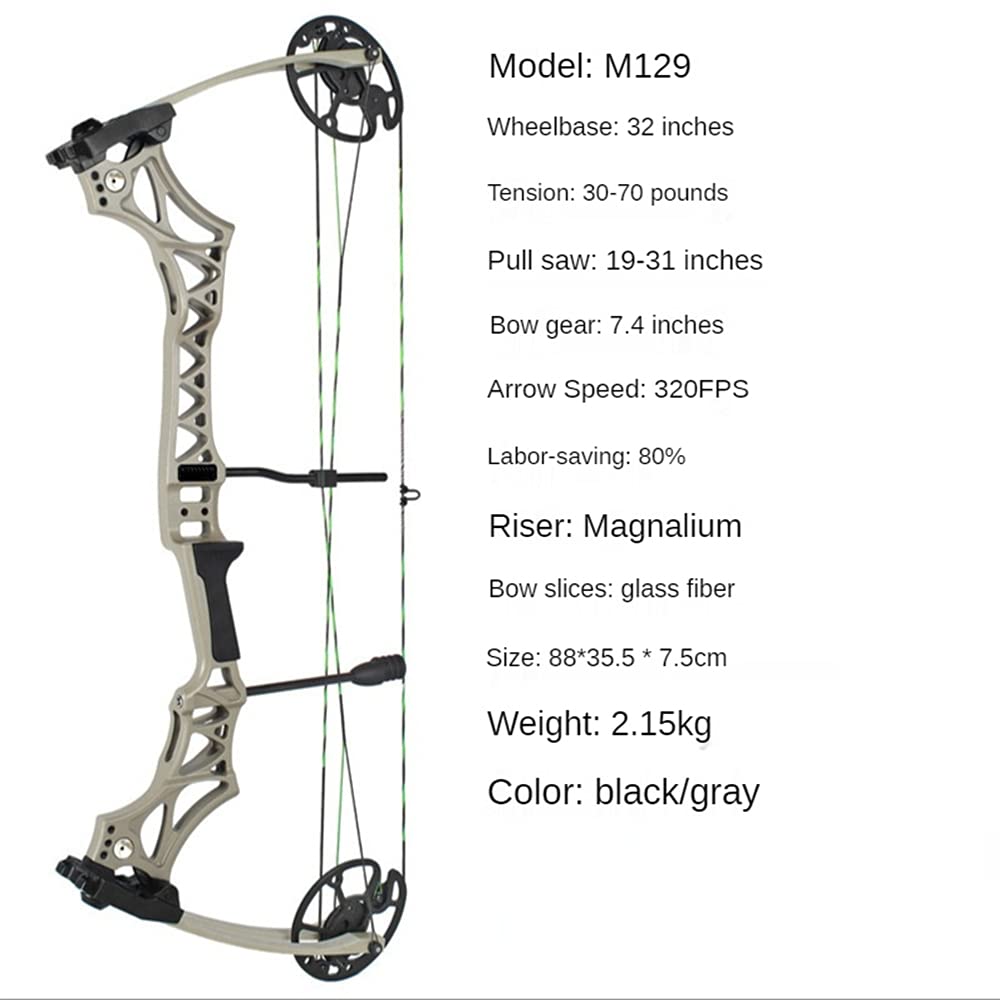 Model: M129
Wheelbase: 32 inches
Tension: 30-70 pounds
Pull saw: 19-31 inches
Bow gear: 7.4 inches
Arrow Speed: 320FPS
Labor-saving: 80%
Riser: Magnalium
Bow slices: glass fiber
Size: 88*35.5 * 7.5cm
Weight: 2.15kg
Color: black/gray